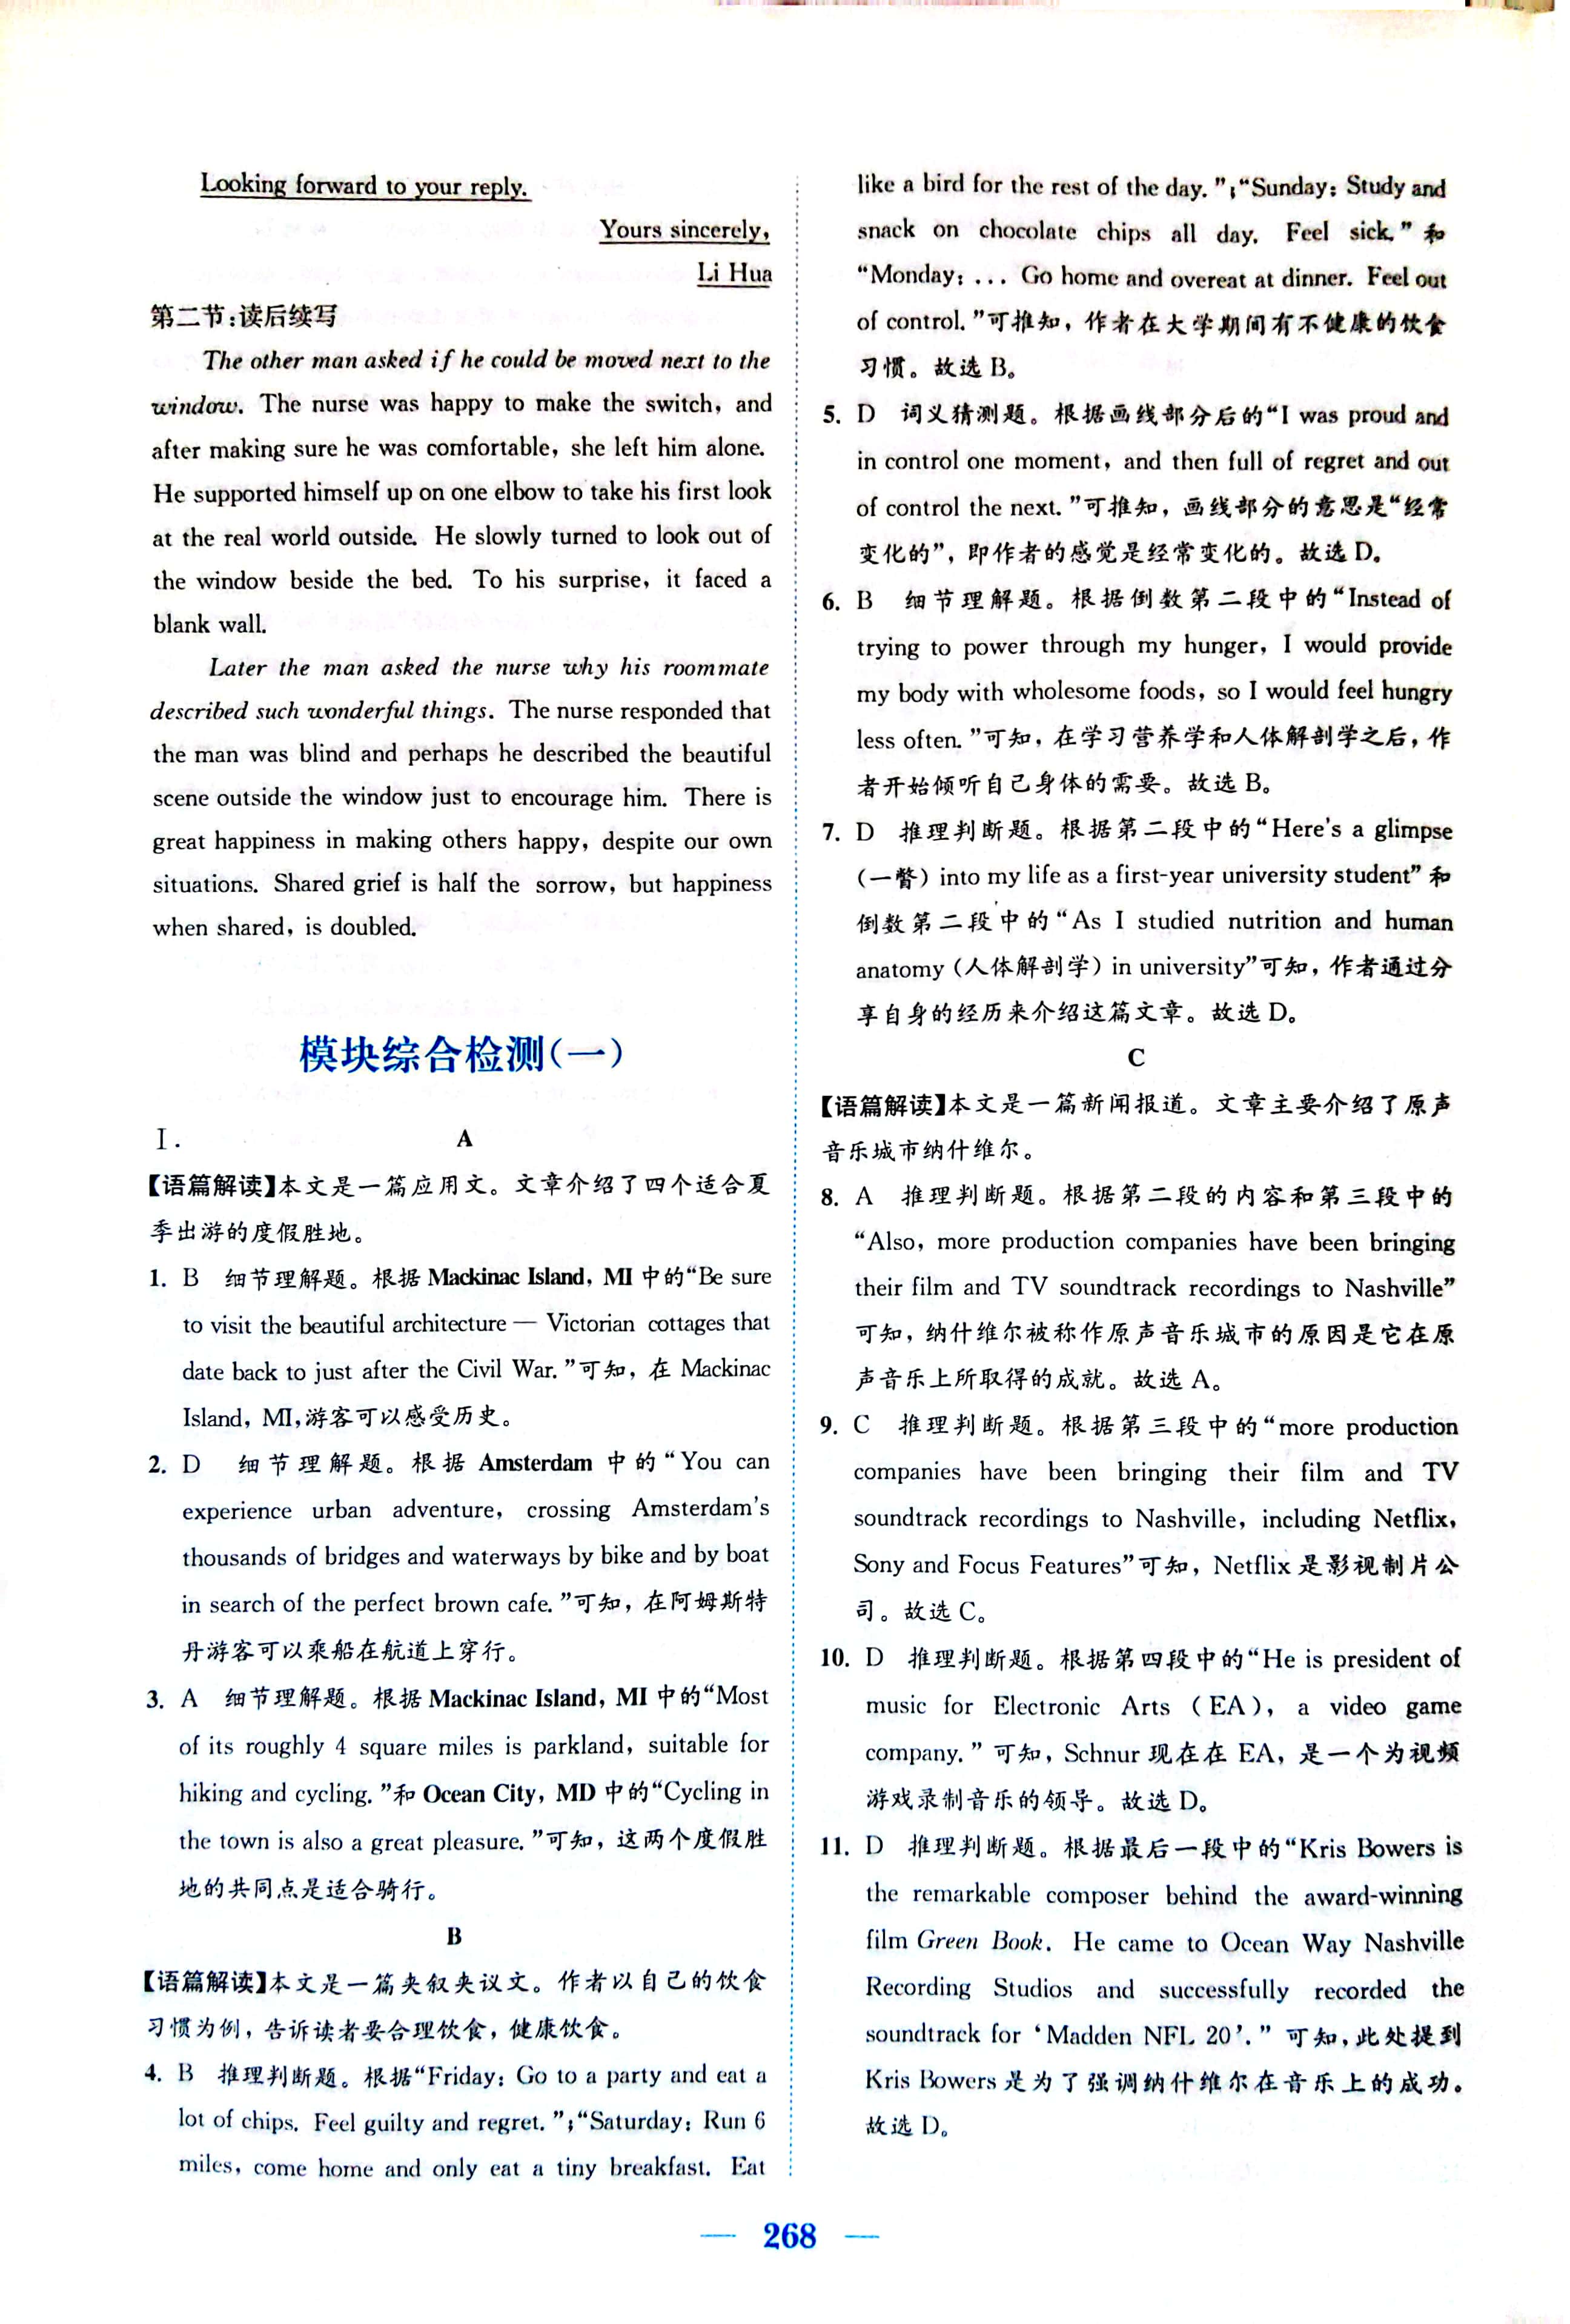 Looking forward to your reply.
Yours sincerely,
Li Hua
第二节:读后续写
The other man asked if he could be moved next to the
window. The nurse was happy to make the switch, and
after making sure he was comfortable, she left him alone.
He supported himself up on one elbow to take his first look
at the real world outside. He slowly turned to look out of
the window beside the bed. To his surprise, it faced a
blank wall.
Later the man asked the nurse why his roommate
described such wonderful things. The nurse responded that
the man was blind and perhaps he described the beautiful
scene outside the window just to encourage him. There is
great happiness in making others happy, despite our own
situations. Shared grief is half the sorrow, but happiness
when shared, is doubled.
模块综合检测(一)
Ⅰ.
A
【语篇解读】本文是一篇应用文。文章介绍了四个适合夏
季出游的度假胜地。
1. B 细节理解题。根据 Mackinac Island, MI 中的“Be sure
to visit the beautiful architecture — Victorian cottages that
date back to just after the Civil War.”可知,在 Mackinac
Island, MI,游客可以感受历史。
2. D 细节理解题。根据 Amsterdam 中的“You can
experience urban adventure, crossing Amsterdam's
thousands of bridges and waterways by bike and by boat
in search of the perfect brown cafe.”可知,在阿姆斯特
丹游客可以乘船在航道上穿行。
3. A 细节理解题。根据 Mackinac Island, MI 中的“Most
of its roughly 4 square miles is parkland, suitable for
hiking and cycling.”和 Ocean City, MD 中的“Cycling in
the town is also a great pleasure.”可知,这两个度假胜
地的共同点是适合骑行。
B
【语篇解读】本文是一篇夹叙夹议文。作者以自己的饮食
习惯为例,告诉读者要合理饮食,健康饮食。
4. B 推理判断题。根据“Friday: Go to a party and eat a
lot of chips. Feel guilty and regret.”;“Saturday: Run 6
miles, come home and only eat a tiny breakfast. Eat
like a bird for the rest of the day.”;“Sunday: Study and
snack on chocolate chips all day. Feel sick.”和
“Monday: ... Go home and overeat at dinner. Feel out
of control.”可推知,作者在大学期间有不健康的饮食
习惯。故选 B。
5. D 词义猜测题。根据画线部分后的“I was proud and
in control one moment, and then full of regret and out
of control the next.”可推知,画线部分的意思是“经常
变化的”,即作者的感觉是经常变化的。故选 D。
6. B 细节理解题。根据倒数第二段中的“Instead of
trying to power through my hunger, I would provide
my body with wholesome foods, so I would feel hungry
less often.”可知,在学习营养学和人体解剖学之后,作
者开始倾听自己身体的需要。故选 B。
7. D 推理判断题。根据第二段中的“Here's a glimpse
(一瞥) into my life as a first-year university student”和
倒数第二段中的“As I studied nutrition and human
anatomy (人体解剖学) in university”可知,作者通过分
享自身的经历来介绍这篇文章。故选 D。
C
【语篇解读】本文是一篇新闻报道。文章主要介绍了原声
音乐城市纳什维尔。
8. A 推理判断题。根据第二段的内容和第三段中的
“Also, more production companies have been bringing
their film and TV soundtrack recordings to Nashville”
可知,纳什维尔被称作原声音乐城市的原因是它在原
声音乐上所取得的成就。故选 A。
9. C 推理判断题。根据第三段中的“more production
companies have been bringing their film and TV
soundtrack recordings to Nashville, including Netflix,
Sony and Focus Features”可知,Netflix 是影视制片公
司。故选 C。
10. D 推理判断题。根据第四段中的“He is president of
music for Electronic Arts (EA), a video game
company.”可知,Schnur 现在在 EA,是一个为视频
游戏录制音乐的领导。故选 D。
11. D 推理判断题。根据最后一段中的“Kris Bowers is
the remarkable composer behind the award-winning
film Green Book. He came to Ocean Way Nashville
Recording Studios and successfully recorded the
soundtrack for ‘Madden NFL 20’.”可知,此处提到
Kris Bowers 是为了强调纳什维尔在音乐上的成功。
故选 D。
— 268 —